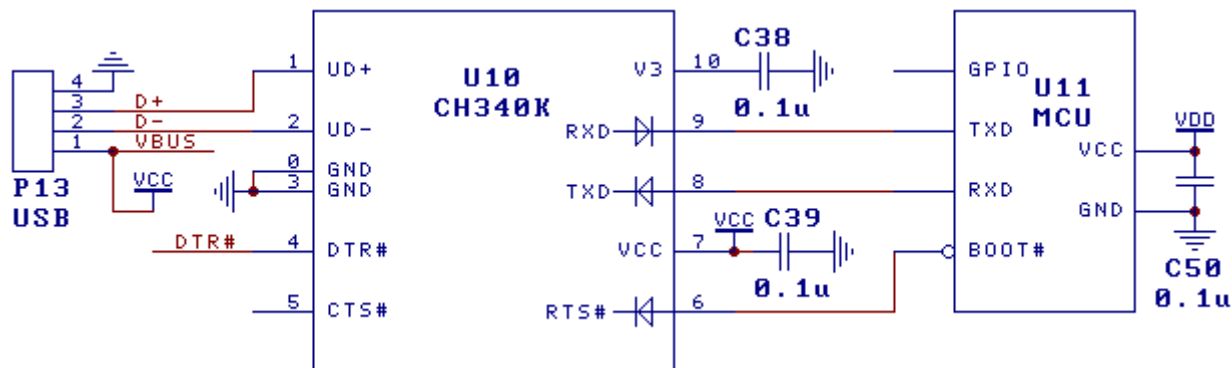 4
3
2
1
D+
D-
VBUS
VCC
P13
USB
DTR#
1
2
0
3
4
5
UD+
UD-
GND
GND
DTR#
CTS#
U10
CH340K
V3
RXD
TXD
VCC
RTS#
10
9
8
7
6
C38
0.1u
VCC
C39
0.1u
GPIO
TXD
RXD
BOOT#
U11
MCU
VCC
GND
VDD
C50
0.1u